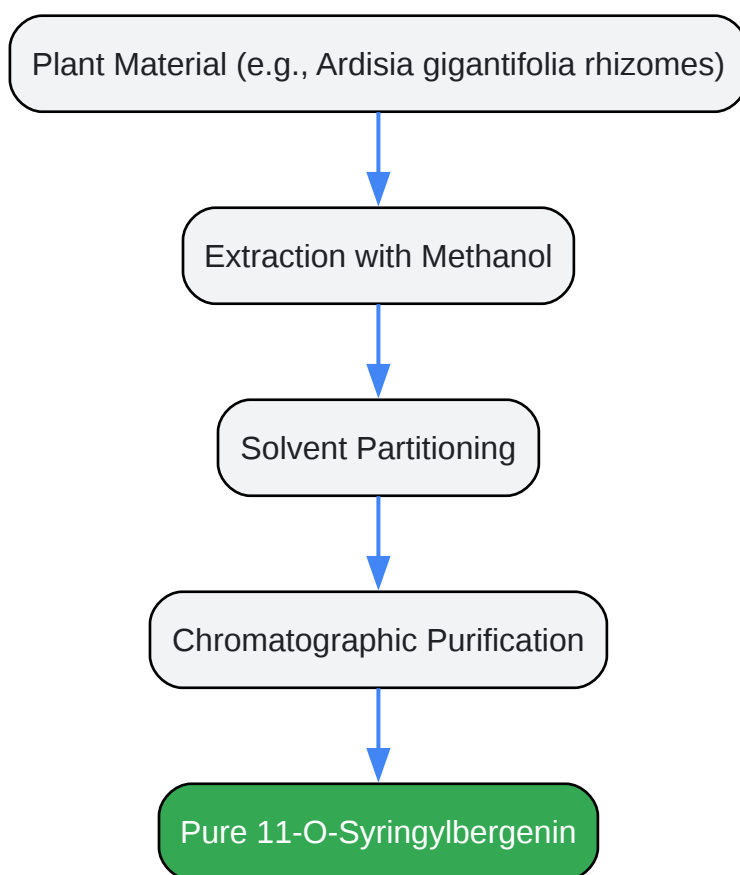 Plant Material (e.g., Ardisia gigantifolia rhizomes)
Extraction with Methanol
Solvent Partitioning
Chromatographic Purification
Pure 11-O-Syringylbergenin